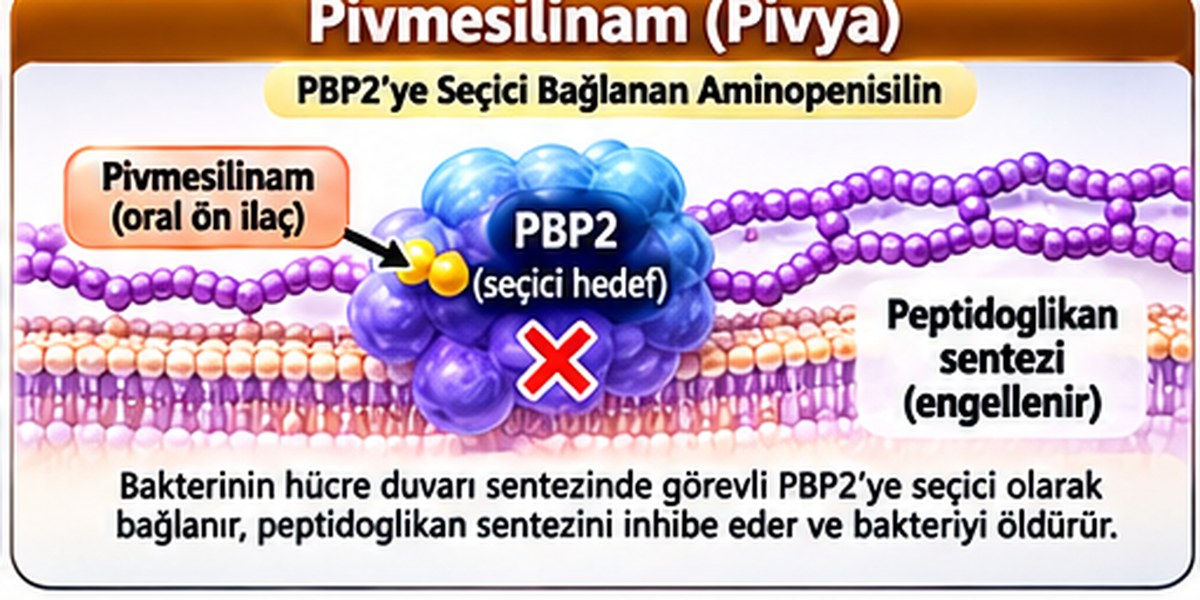 Pivmesilinam (Pivya)
PBP2'ye Seçici Bağlanan Aminopenisilin
Pivmesilinam
(oral ön ilaç)
PBP2
(seçici hedef)
Peptidoglikan
sentezi
(engellenir)
Bakterinin hücre duvarı sentezinde görevli PBP2'ye seçici olarak
bağlanır, peptidoglikan sentezini inhibe eder ve bakteriyi öldürür.